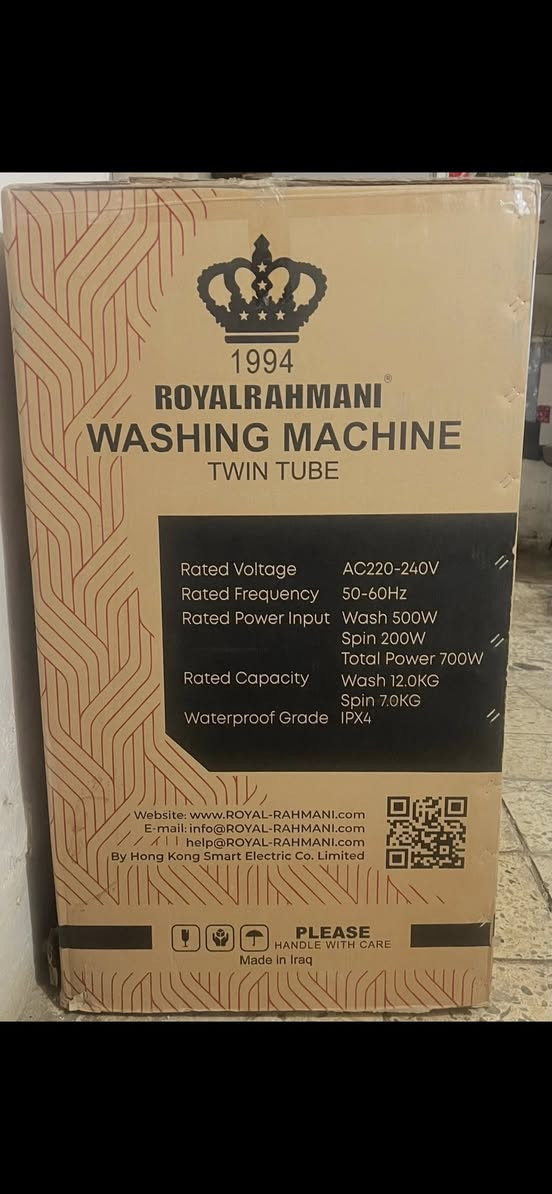 1994
ROYALRAHMANI®
WASHING MACHINE
TWIN TUBE
Rated Voltage AC220-240V
Rated Frequency 50-60Hz
Rated Power Input Wash 500W
Spin 200W
Total Power 700W
Rated Capacity Wash 12.0KG
Spin 7.0KG
Waterproof Grade IPX4
Website: www.ROYAL-RAHMANI.com
E-mail: info@ROYAL-RAHMANI.com
help@ROYAL-RAHMANI.com
By Hong Kong Smart Electric Co. Limited
PLEASE
HANDLE WITH CARE
Made in Iraq